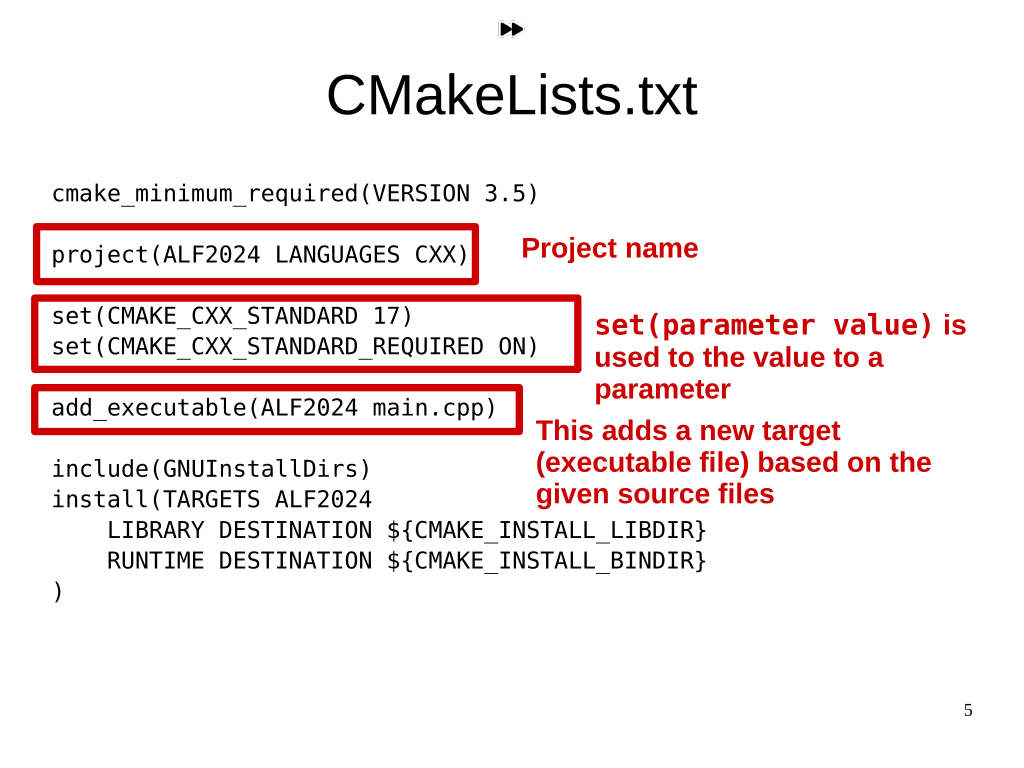 CMakeLists.txt
cmake_minimum_required(VERSION 3.5)
project(ALF2024 LANGUAGES CXX)
Project name
set(CMAKE_CXX_STANDARD 17)
set(CMAKE_CXX_STANDARD_REQUIRED ON)
set(parameter value) is
used to the value to a
parameter
add_executable(ALF2024 main.cpp)
This adds a new target
(executable file) based on the
given source files
include(GNUInstallDirs)
install(TARGETS ALF2024
    LIBRARY DESTINATION ${CMAKE_INSTALL_LIBDIR}
    RUNTIME DESTINATION ${CMAKE_INSTALL_BINDIR}
)
5